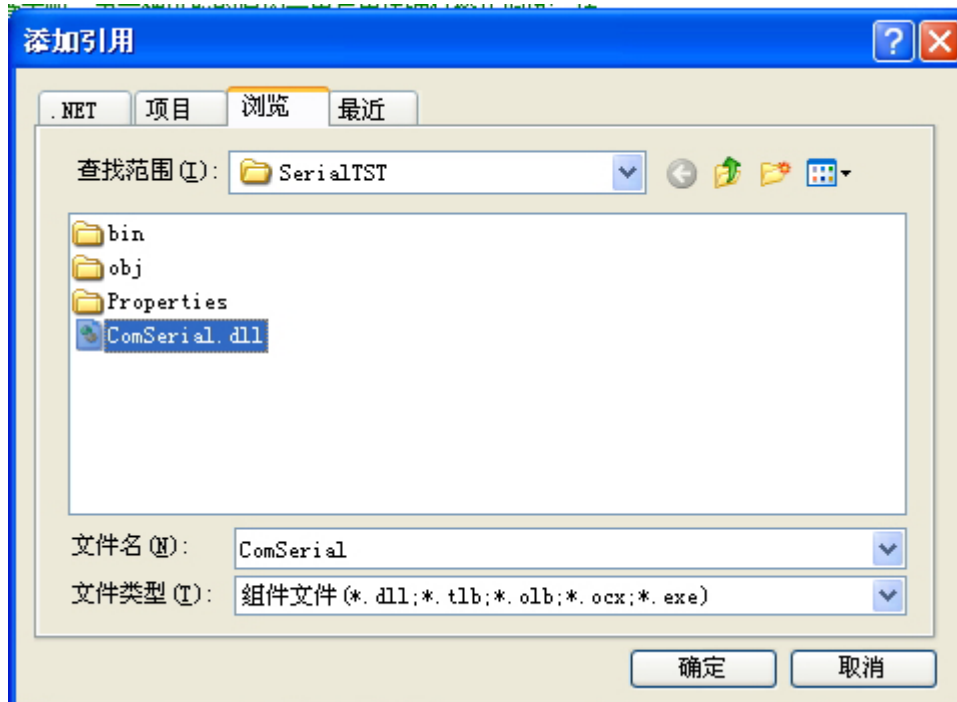 添加引用
.NET 项目 浏览 最近
查找范围(I): SerialTST
bin
obj
Properties
ComSerial.dll
文件名(N): ComSerial
文件类型(T): 组件文件(*.dll;*.tlb;*.olb;*.ocx;*.exe)
确定 取消